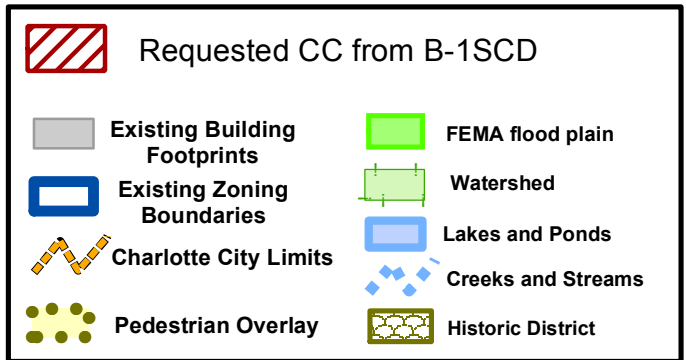 Requested CC from B-1SCD
Existing Building
Footprints
Existing Zoning
Boundaries
Charlotte City Limits
Pedestrian Overlay
FEMA flood plain
Watershed
Lakes and Ponds
Creeks and Streams
Historic District